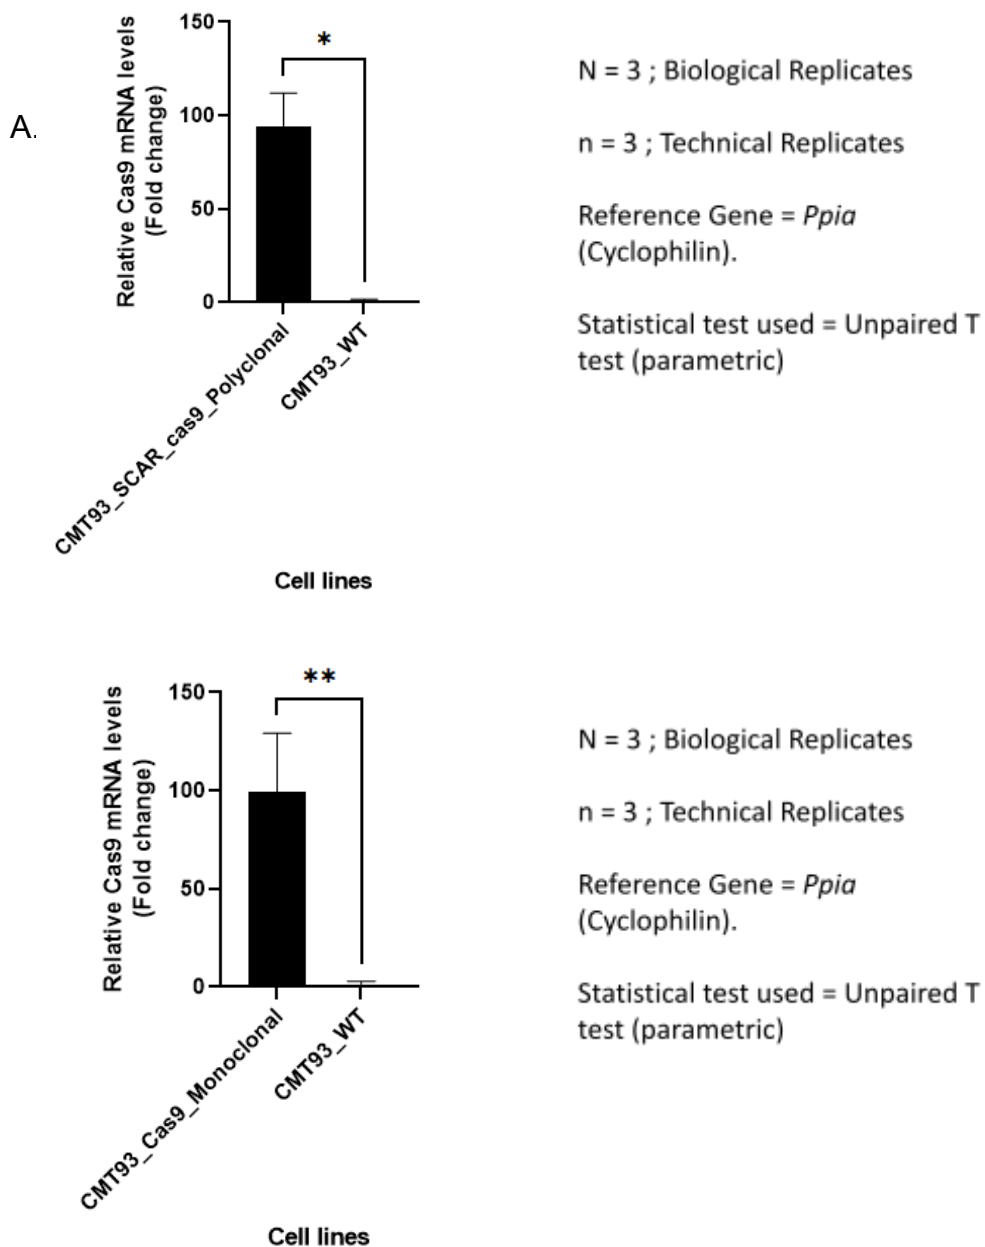 A.
150
100
50
0
Relative Cas9 mRNA levels
(Fold change)
*
CMT93_SCAR_cas9_Polyclonal
CMT93_WT
Cell lines
N = 3 ; Biological Replicates
n = 3 ; Technical Replicates
Reference Gene = Ppia
(Cyclophilin).
Statistical test used = Unpaired T
test (parametric)
150
100
50
0
Relative Cas9 mRNA levels
(Fold change)
**
CMT93_Cas9_Monoclonal
CMT93_WT
Cell lines
N = 3 ; Biological Replicates
n = 3 ; Technical Replicates
Reference Gene = Ppia
(Cyclophilin).
Statistical test used = Unpaired T
test (parametric)